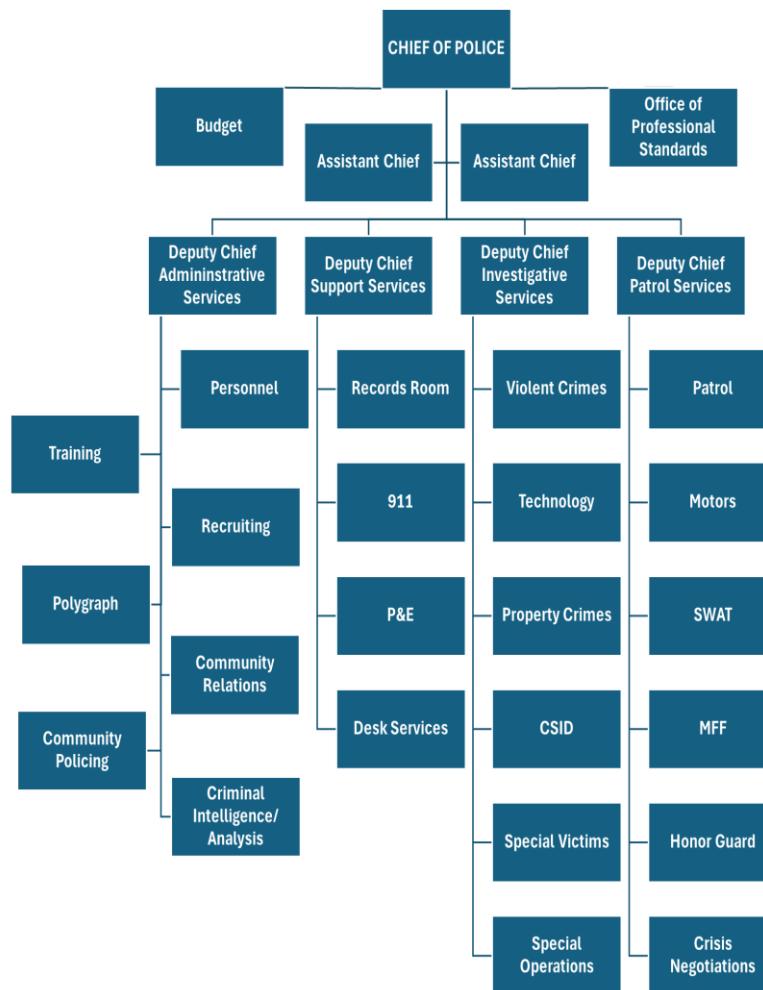 CHIEF OF POLICE
Budget
Office of
Professional
Standards
Assistant Chief
Assistant Chief
Deputy Chief
Admininstrative
Services
Deputy Chief
Support Services
Deputy Chief
Investigative
Services
Deputy Chief
Patrol Services
Personnel
Records Room
Violent Crimes
Patrol
Training
Recruiting
911
Technology
Motors
Polygraph
P&E
Property Crimes
SWAT
Community
Relations
Community
Policing
Desk Services
CSID
MFF
Criminal
Intelligence/
Analysis
Special Victims
Honor Guard
Special
Operations
Crisis
Negotiations